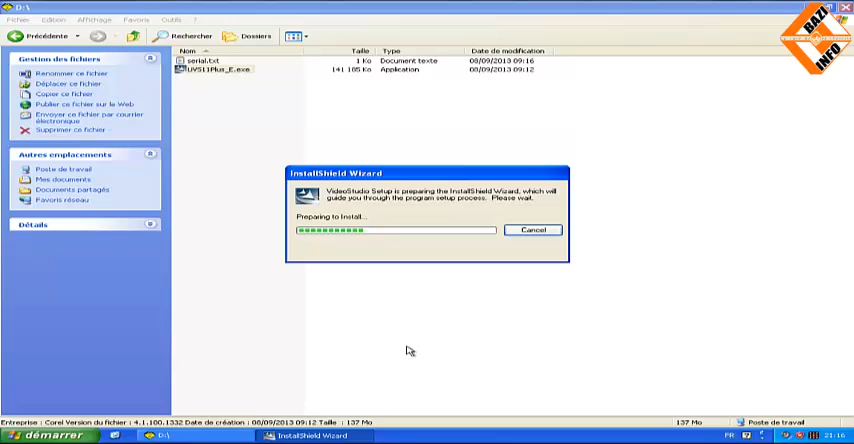 D:\
Fichier Edition Affichage Favoris Outils ?
Précédente Rechercher Dossiers
Gestion des fichiers
Renommer ce fichier
Déplacer ce fichier
Copier ce fichier
Publier ce fichier sur le Web
Envoyer ce fichier par courrier
électronique
Supprimer ce fichier
Autres emplacements
Poste de travail
Mes documents
Documents partagés
Favoris réseau
Détails
Nom Taille Type Date de modification
serial.txt 1 Ko Document texte 08/09/2013 09:16
UVS11Plus_E.exe 141 185 Ko Application 08/09/2013 09:12
InstallShield Wizard
VideoStudio Setup is preparing the InstallShield Wizard, which will
guide you through the program setup process. Please wait.
Preparing to Install...
Cancel
HAZI
INFO
Entreprise : Corel Version du fichier : 4.1.100.1332 Date de création : 08/09/2013 09:12 Taille : 137 Mo 137 Mo Poste de travail
démarrer D:\ InstallShield Wizard FR 21:16